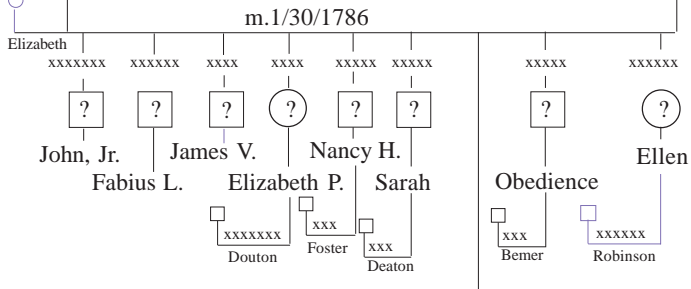 m.1/30/1786
Elizabeth
xxxxxxx xxxxxx xxxx xxxx xxxxx xxxxx xxxxx xxxxxx
? ? ? ? ? ? ? ?
John, Jr. James V. Nancy H. Ellen
Fabius L. Elizabeth P. Sarah Obedience
xxxxxxx xxx xxx xxx xxxxxx
Douton Foster Deaton Bemer Robinson